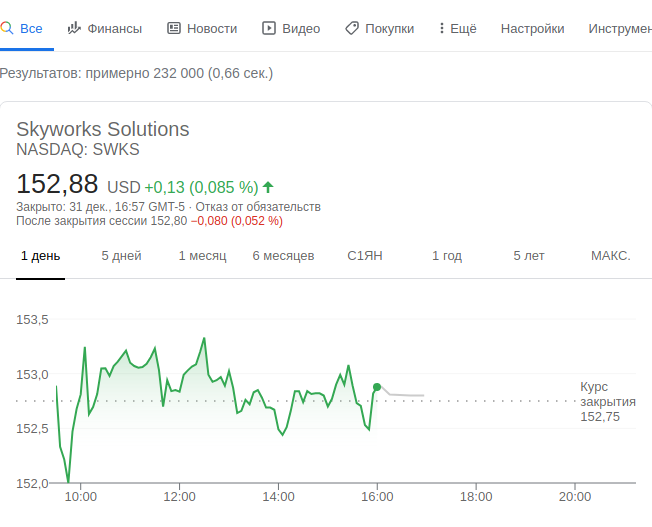 Все Финансы Новости Видео Покупки Ещё Настройки Инструмен
Результатов: примерно 232 000 (0,66 сек.)
Skyworks Solutions
NASDAQ: SWKS
152,88 USD +0,13 (0,085 %)
Закрыто: 31 дек., 16:57 GMT-5 · Отказ от обязательств
После закрытия сессии 152,80 −0,080 (0,052 %)
1 день 5 дней 1 месяц 6 месяцев С1ЯН 1 год 5 лет МАКС.
153,5
153,0
152,5
152,0
Курс
закрытия
152,75
10:00 12:00 14:00 16:00 18:00 20:00